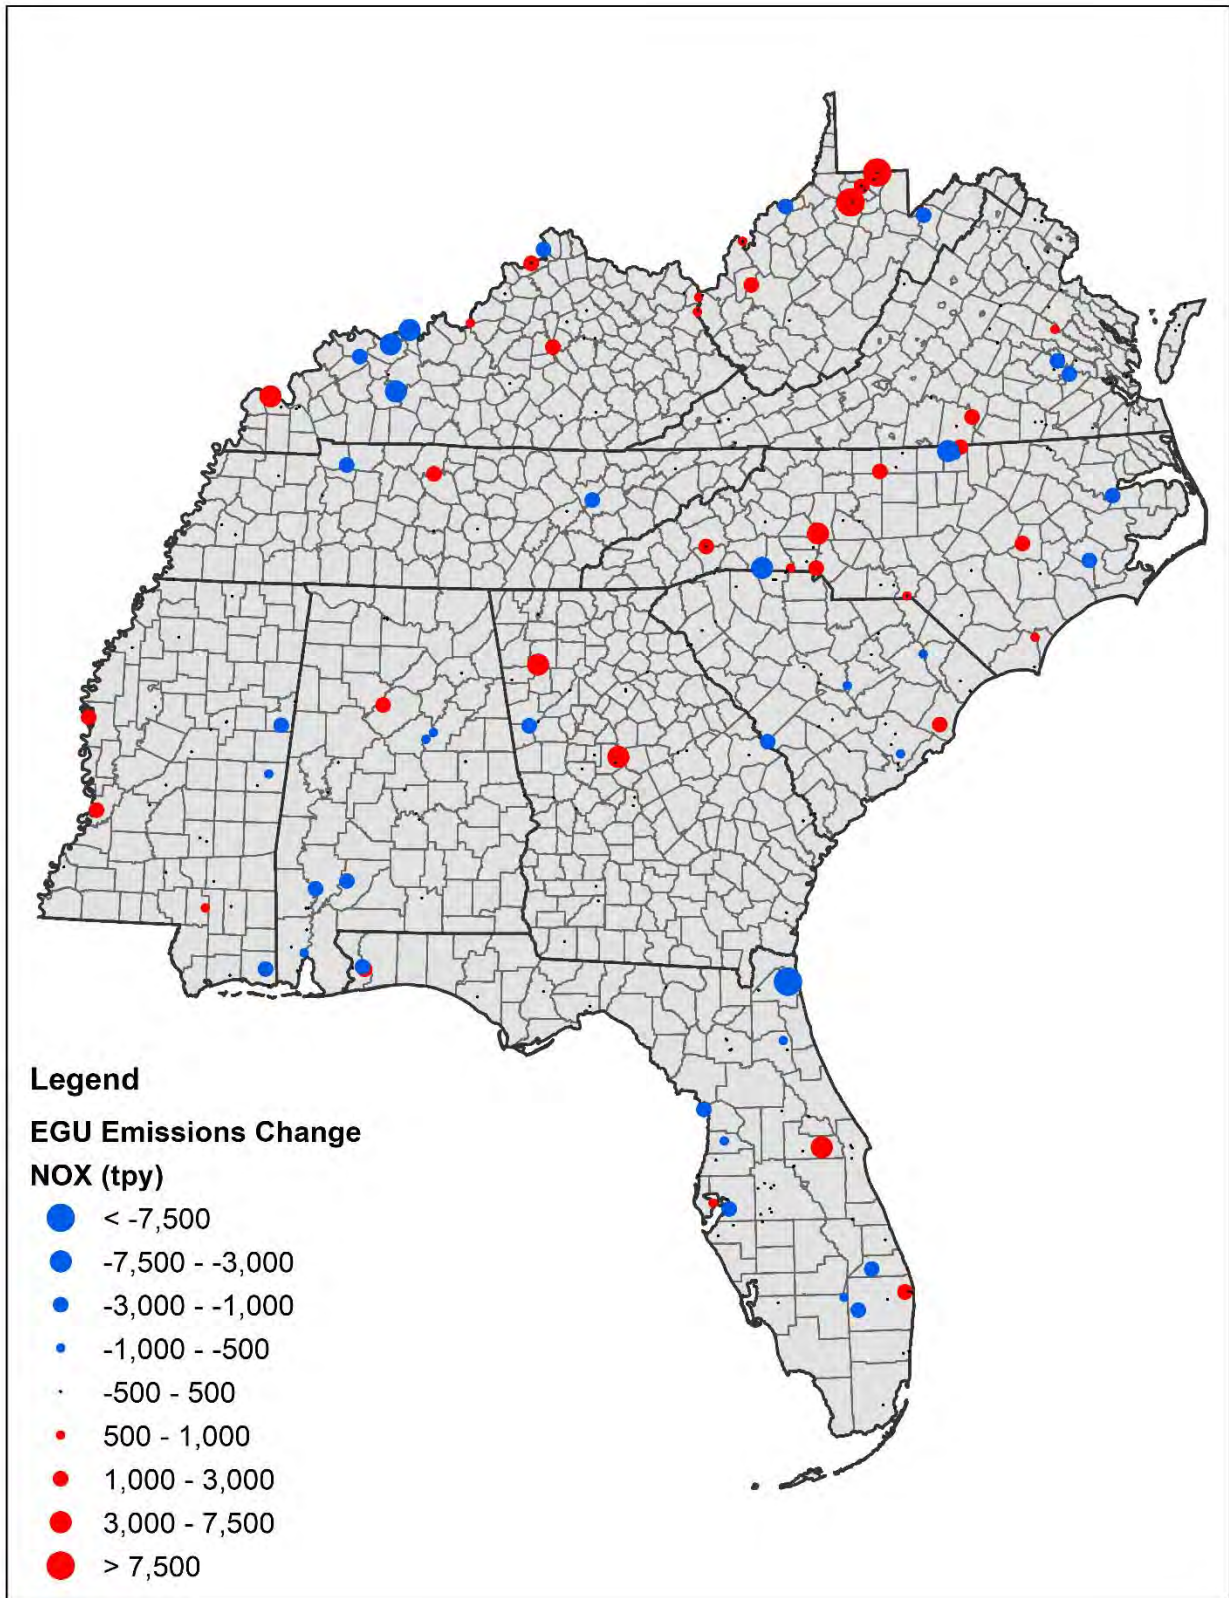 Legend
EGU Emissions Change
NOX (tpy)
< -7,500
-7,500 - -3,000
-3,000 - -1,000
-1,000 - -500
-500 - 500
500 - 1,000
1,000 - 3,000
3,000 - 7,500
> 7,500